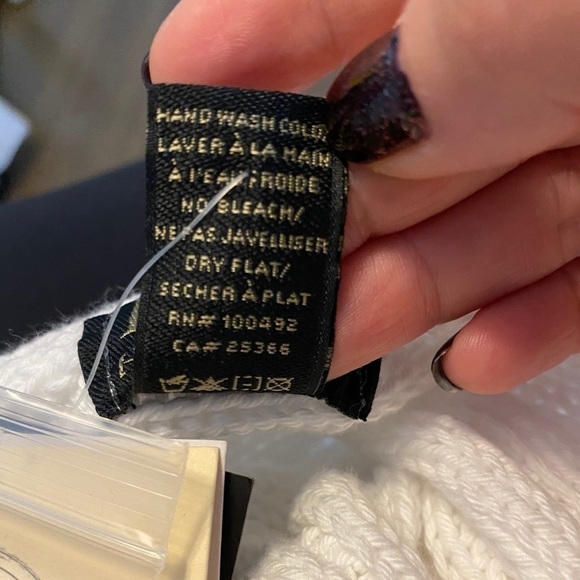 HAND WASH COLD/
LAVER À LA MAIN
À L'EAU FROIDE
NO BLEACH/
NE PAS JAVELLISER
DRY FLAT/
SECHER À PLAT
RN# 100492
CA# 25366